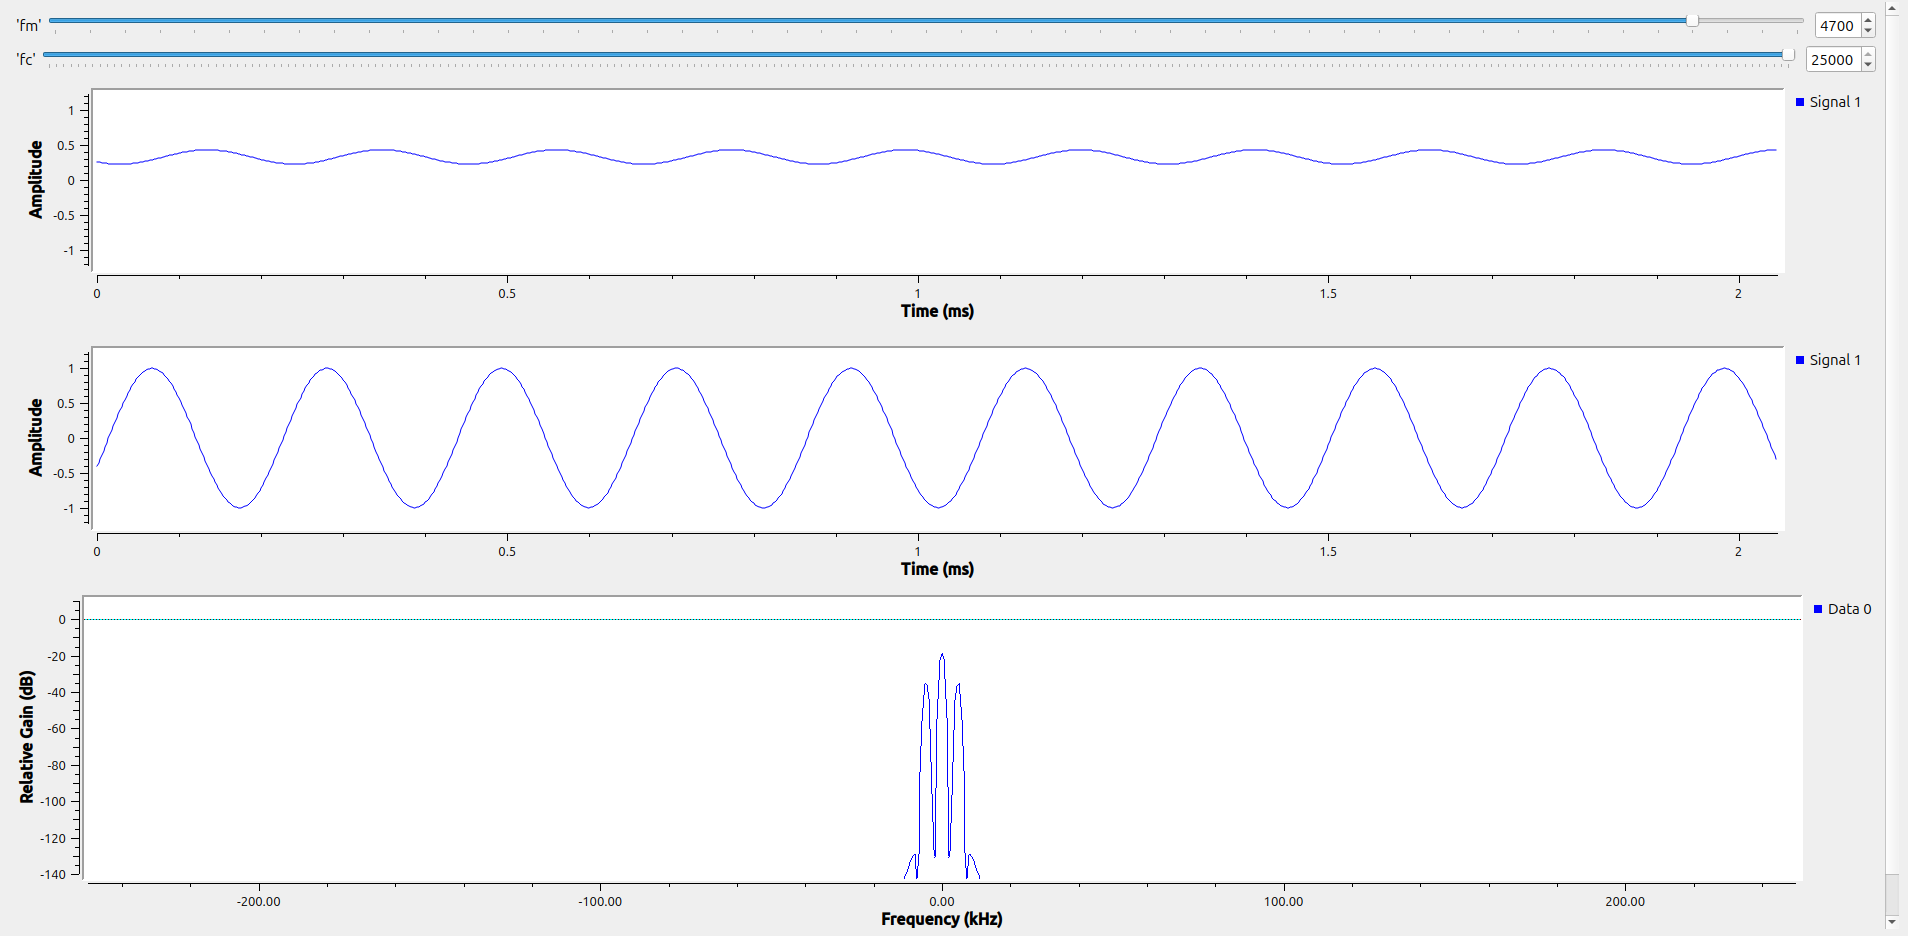 'fm' 4700
'fc' 25000
Signal 1
Amplitude
1
0.5
0
-0.5
-1
0 0.5 1 1.5 2
Time (ms)
Signal 1
Amplitude
1
0.5
0
-0.5
-1
0 0.5 1 1.5 2
Time (ms)
Data 0
Relative Gain (dB)
0
-20
-40
-60
-80
-100
-120
-140
-200.00 -100.00 0.00 100.00 200.00
Frequency (kHz)